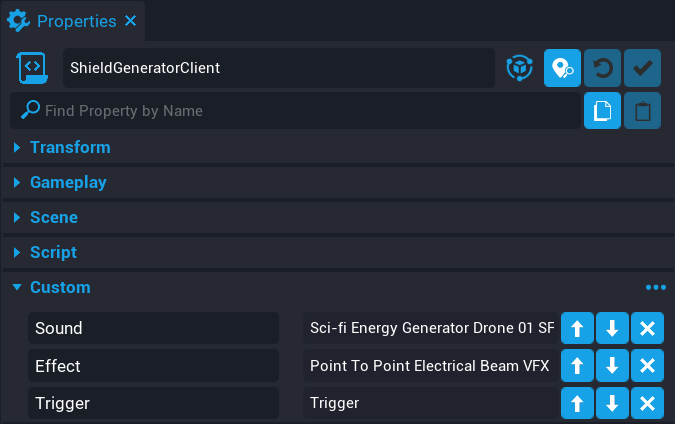 Properties
ShieldGeneratorClient
Find Property by Name
Transform
Gameplay
Scene
Script
Custom
Sound Sci-fi Energy Generator Drone 01 SF
Effect Point To Point Electrical Beam VFX
Trigger Trigger